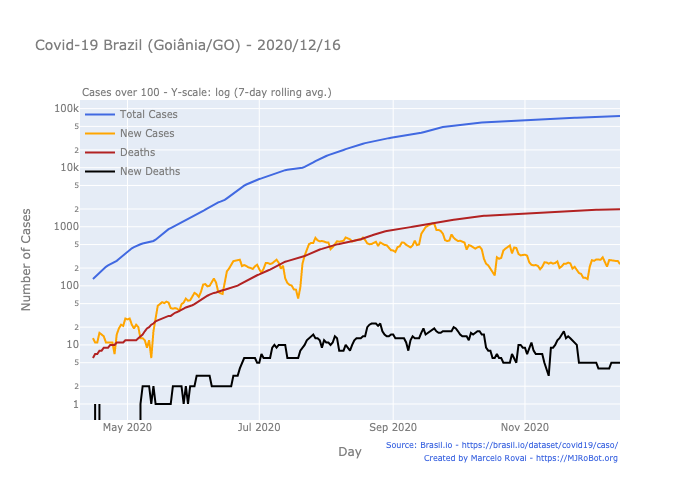 Covid-19 Brazil (Goiânia/GO) - 2020/12/16
Cases over 100 - Y-scale: log (7-day rolling avg.)
100k
5
2
10k
5
2
1000
5
2
100
5
2
10
5
2
1
Total Cases
New Cases
Deaths
New Deaths
Number of Cases
May 2020
Jul 2020
Sep 2020
Nov 2020
Day
Source: Brasil.io - https://brasil.io/dataset/covid19/caso/
Created by Marcelo Rovai - https://MJRoBot.org